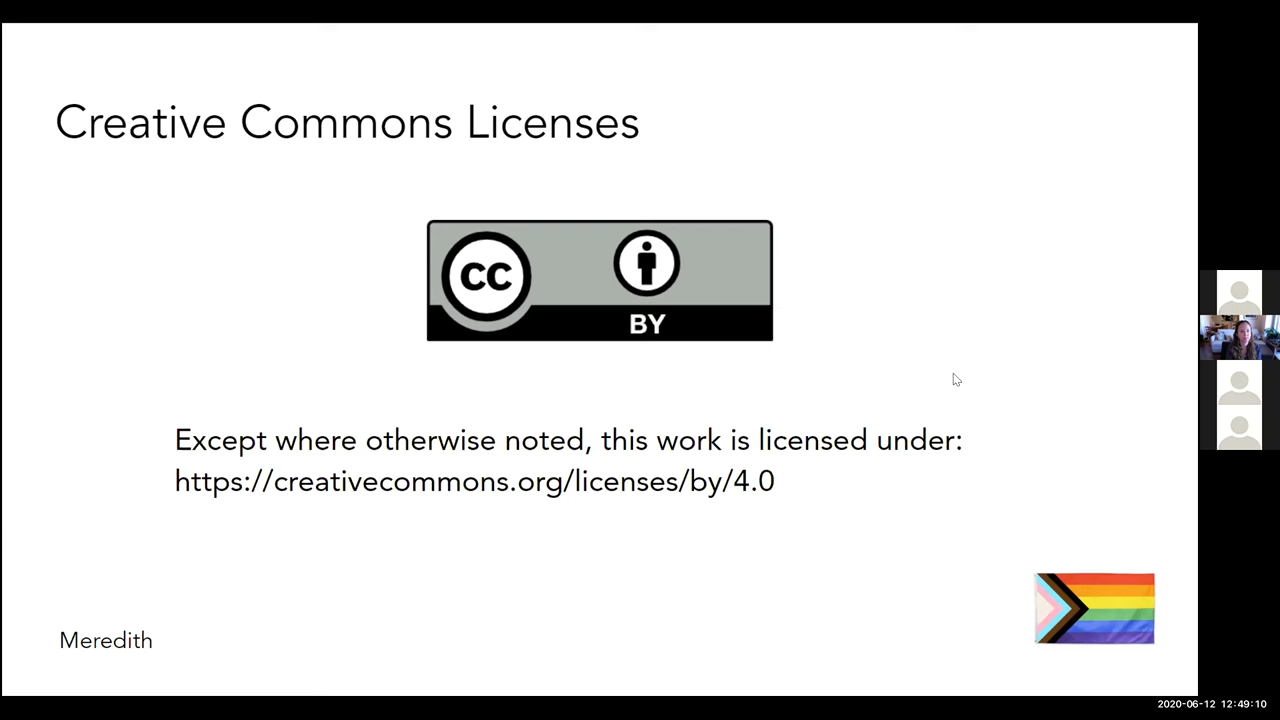 Creative Commons Licenses
CC
BY
Except where otherwise noted, this work is licensed under:
https://creativecommons.org/licenses/by/4.0
Meredith
2020-06-12 12:49:10